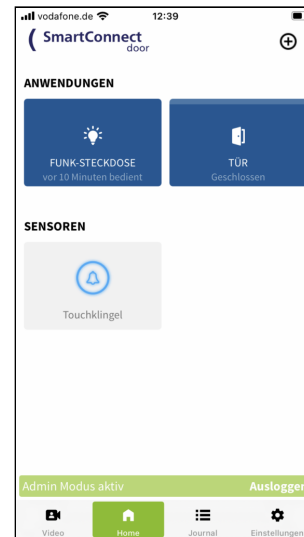 vodafone.de 12:39
( SmartConnect
door
ANWENDUNGEN
FUNK-STECKDOSE
vor 10 Minuten bedient
TÜR
Geschlossen
SENSOREN
Touchklingel
Admin Modus aktiv Ausloggen
Video Home Journal Einstellungen